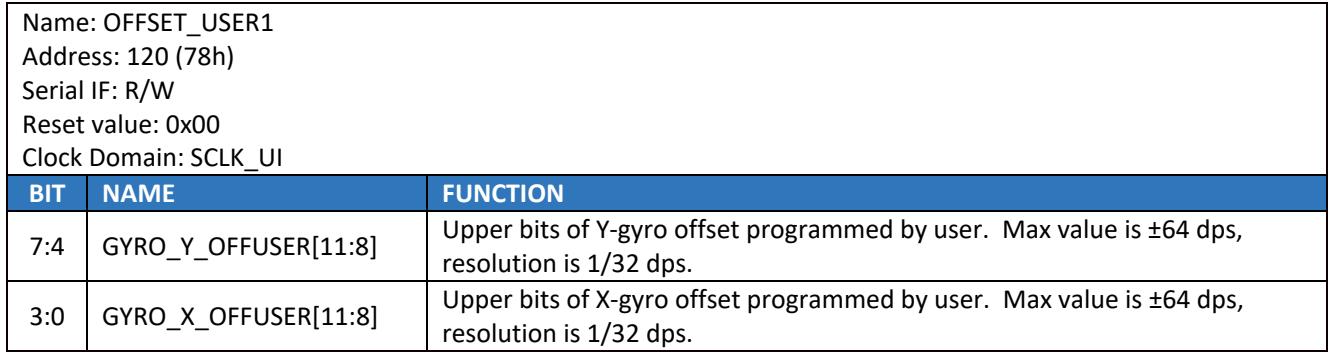 Name: OFFSET_USER1
Address: 120 (78h)
Serial IF: R/W
Reset value: 0x00
Clock Domain: SCLK_UI
BIT NAME FUNCTION
7:4 GYRO_Y_OFFUSER[11:8] Upper bits of Y-gyro offset programmed by user.  Max value is ±64 dps,
resolution is 1/32 dps.
3:0 GYRO_X_OFFUSER[11:8] Upper bits of X-gyro offset programmed by user.  Max value is ±64 dps,
resolution is 1/32 dps.